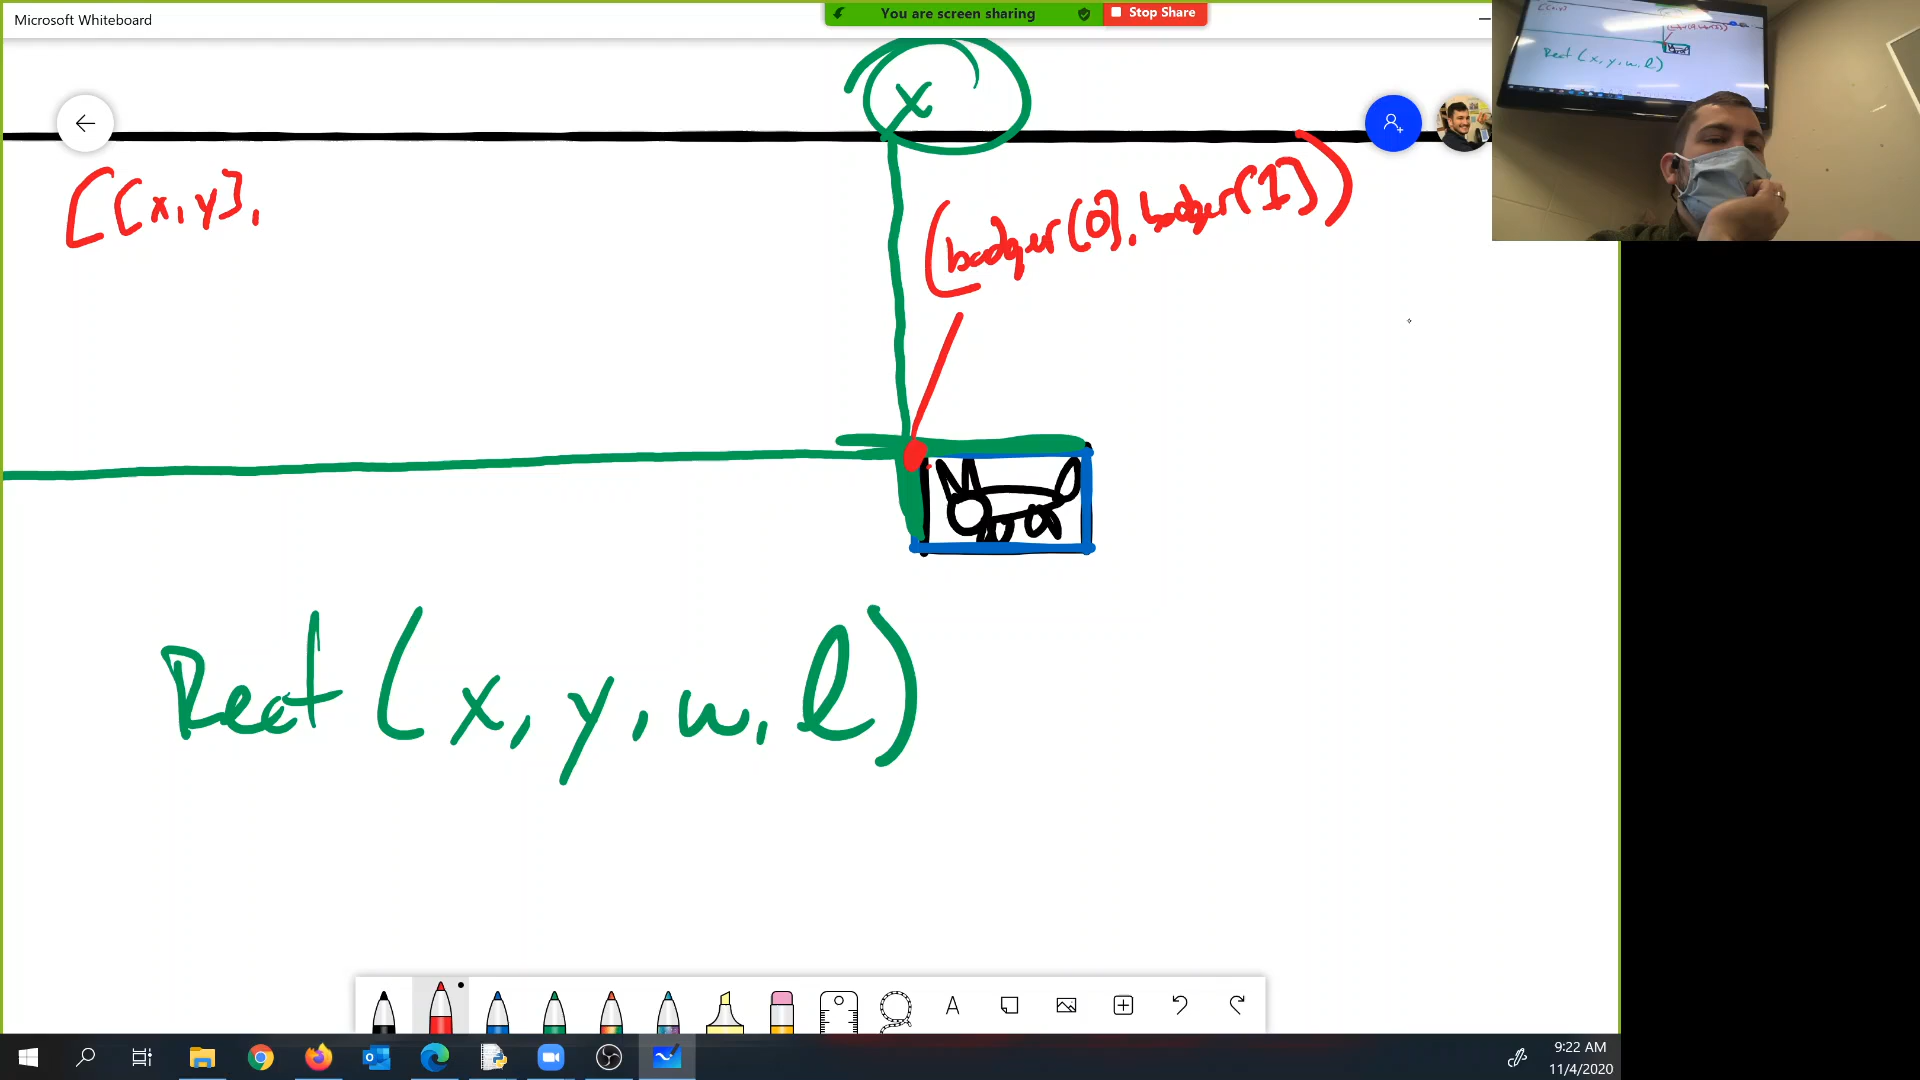 Microsoft Whiteboard
You are screen sharing
Stop Share
x
[[x, y],
(badger[0], badger[1])
Rect (x, y, w, l)
9:22 AM
11/4/2020